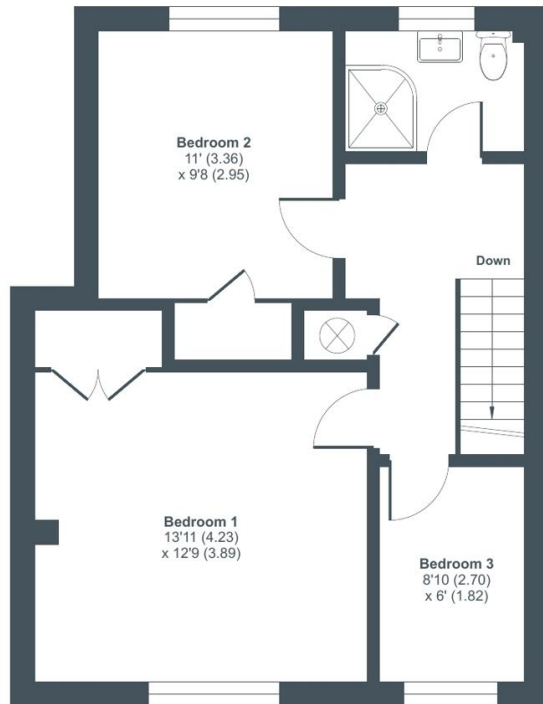 Bedroom 2
11' (3.36)
x 9'8 (2.95)
Down
Bedroom 1
13'11 (4.23)
x 12'9 (3.89)
Bedroom 3
8'10 (2.70)
x 6' (1.82)